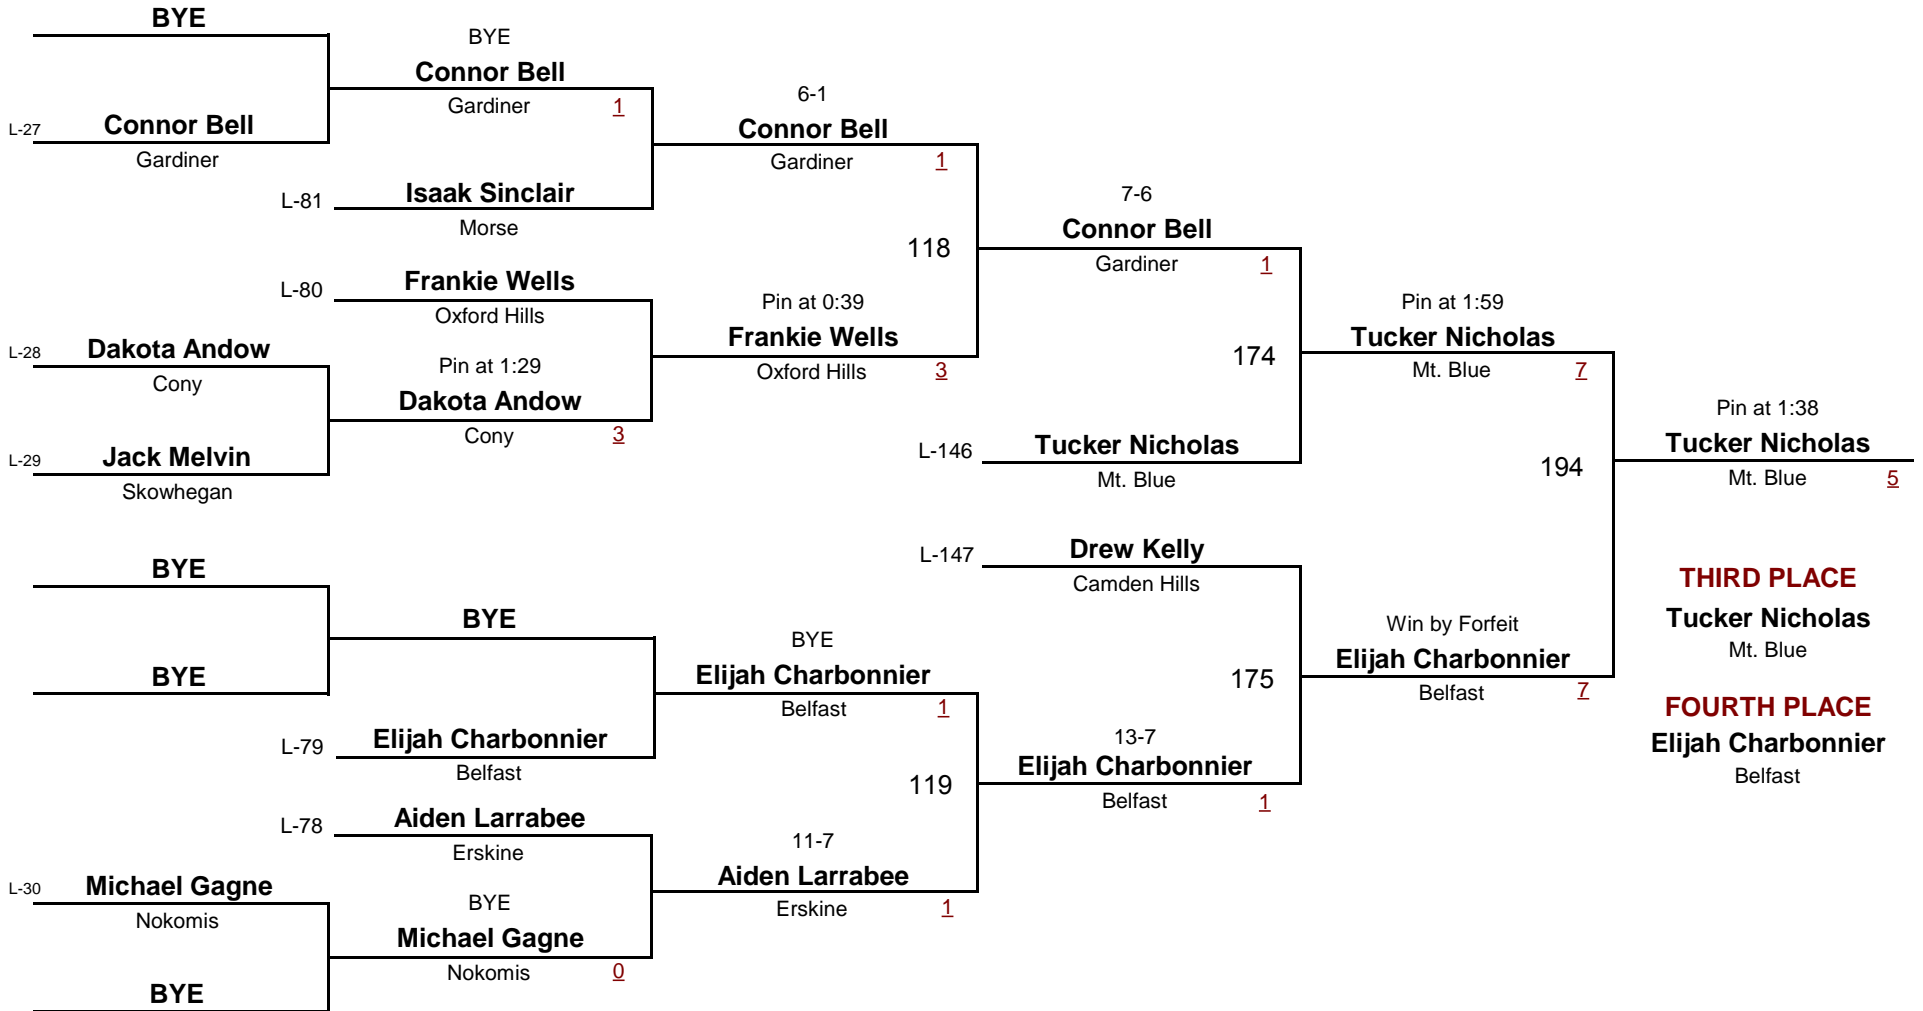 BYE
L-27
Connor Bell
Gardiner
L-28
Dakota Andow
Cony
L-29
Jack Melvin
Skowhegan
BYE
BYE
L-30
Michael Gagne
Nokomis
BYE
BYE
Connor Bell
Gardiner
1
L-81
Isaak Sinclair
Morse
L-80
Frankie Wells
Oxford Hills
Pin at 1:29
Dakota Andow
Cony
3
BYE
L-79
Elijah Charbonnier
Belfast
L-78
Aiden Larrabee
Erskine
BYE
Michael Gagne
Nokomis
0
6-1
Connor Bell
Gardiner
1
118
Pin at 0:39
Frankie Wells
Oxford Hills
3
BYE
Elijah Charbonnier
Belfast
1
119
11-7
Aiden Larrabee
Erskine
1
7-6
Connor Bell
Gardiner
1
174
L-146
Tucker Nicholas
Mt. Blue
L-147
Drew Kelly
Camden Hills
175
13-7
Elijah Charbonnier
Belfast
1
Pin at 1:59
Tucker Nicholas
Mt. Blue
7
194
Win by Forfeit
Elijah Charbonnier
Belfast
7
Pin at 1:38
Tucker Nicholas
Mt. Blue
5
THIRD PLACE
Tucker Nicholas
Mt. Blue
FOURTH PLACE
Elijah Charbonnier
Belfast